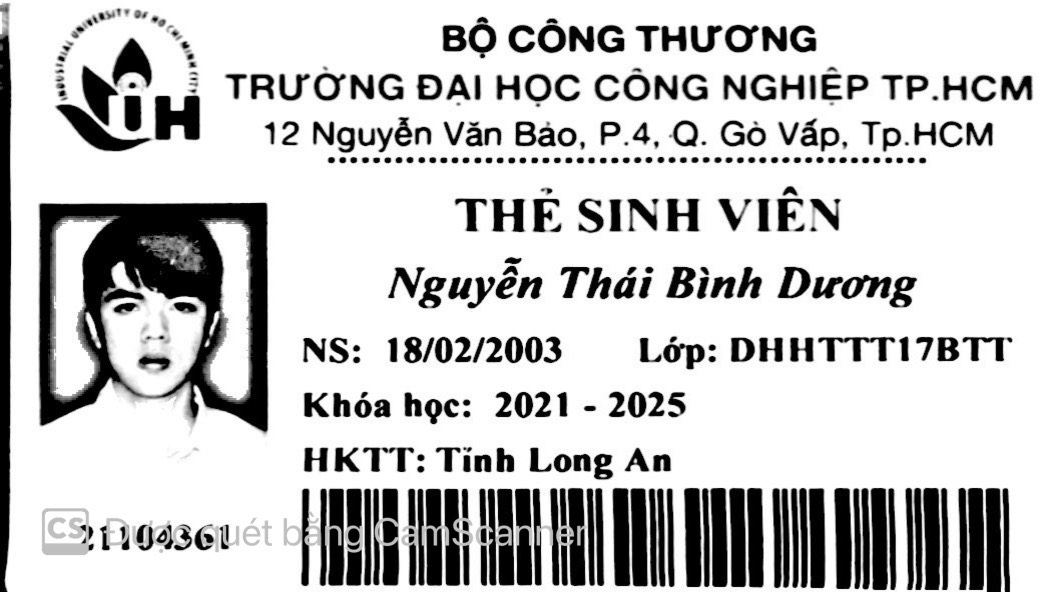 INDUSTRIAL UNIVERSITY OF HO CHI MINH CITY
IUH
BỘ CÔNG THƯƠNG
TRƯỜNG ĐẠI HỌC CÔNG NGHIỆP TP.HCM
12 Nguyễn Văn Bảo, P.4, Q. Gò Vấp, Tp.HCM
THẺ SINH VIÊN
Nguyễn Thái Bình Dương
NS: 18/02/2003 Lớp: DHHTTT17BTT
Khóa học: 2021 - 2025
HKTT: Tỉnh Long An
CS Được quét bằng CamScanner